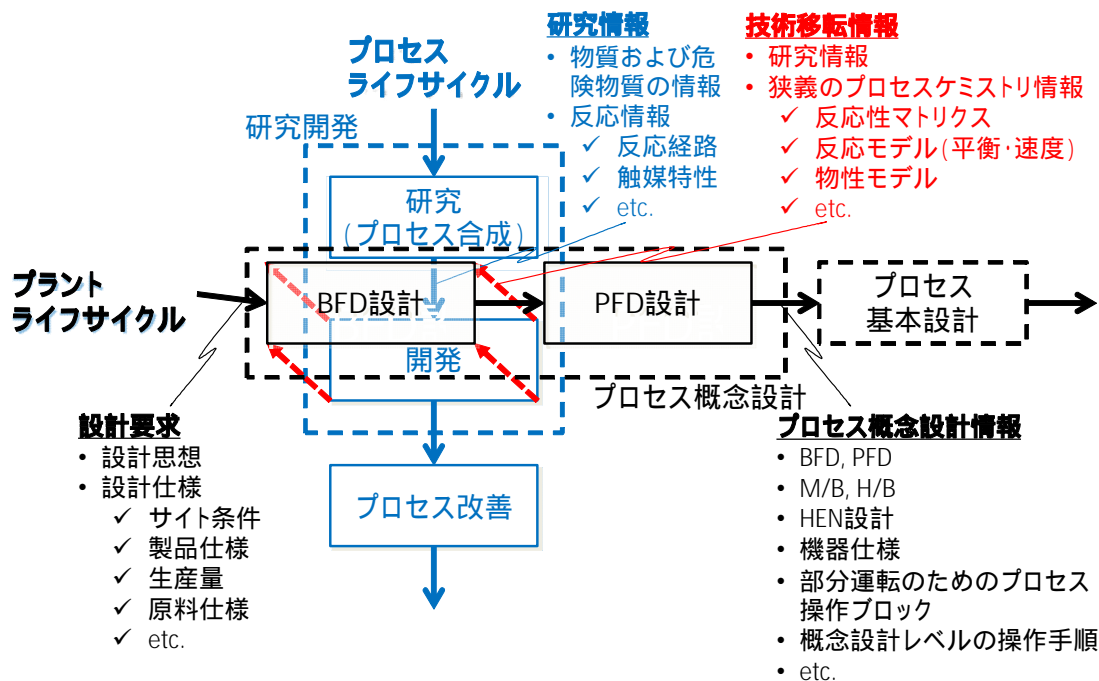 プロセス
ライフサイクル
研究開発
研究
(プロセス合成)
開発
プロセス改善
研究情報
• 物質および危
険物質の情報
• 反応情報
✓ 反応経路
✓ 触媒特性
✓ etc.
技術移転情報
• 研究情報
• 狭義のプロセスケミストリ情報
✓ 反応性マトリクス
✓ 反応モデル(平衡・速度)
✓ 物性モデル
✓ etc.
プラント
ライフサイクル
BFD設計
PFD設計
プロセス
基本設計
プロセス概念設計
設計要求
• 設計思想
• 設計仕様
✓ サイト条件
✓ 製品仕様
✓ 生産量
✓ 原料仕様
✓ etc.
プロセス概念設計情報
• BFD, PFD
• M/B, H/B
• HEN設計
• 機器仕様
• 部分運転のためのプロセス
操作ブロック
• 概念設計レベルの操作手順
• etc.